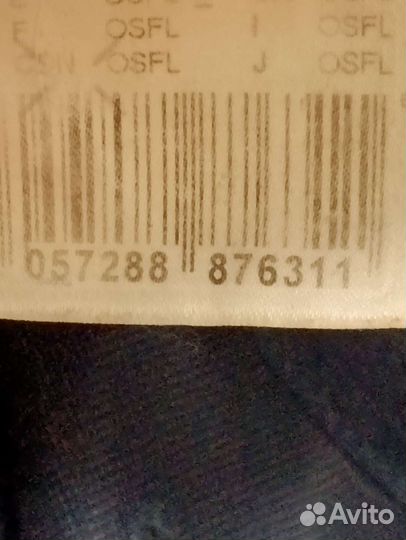 F OSFL I OSFL
OSFL J OSFL
057288 876311
Avito